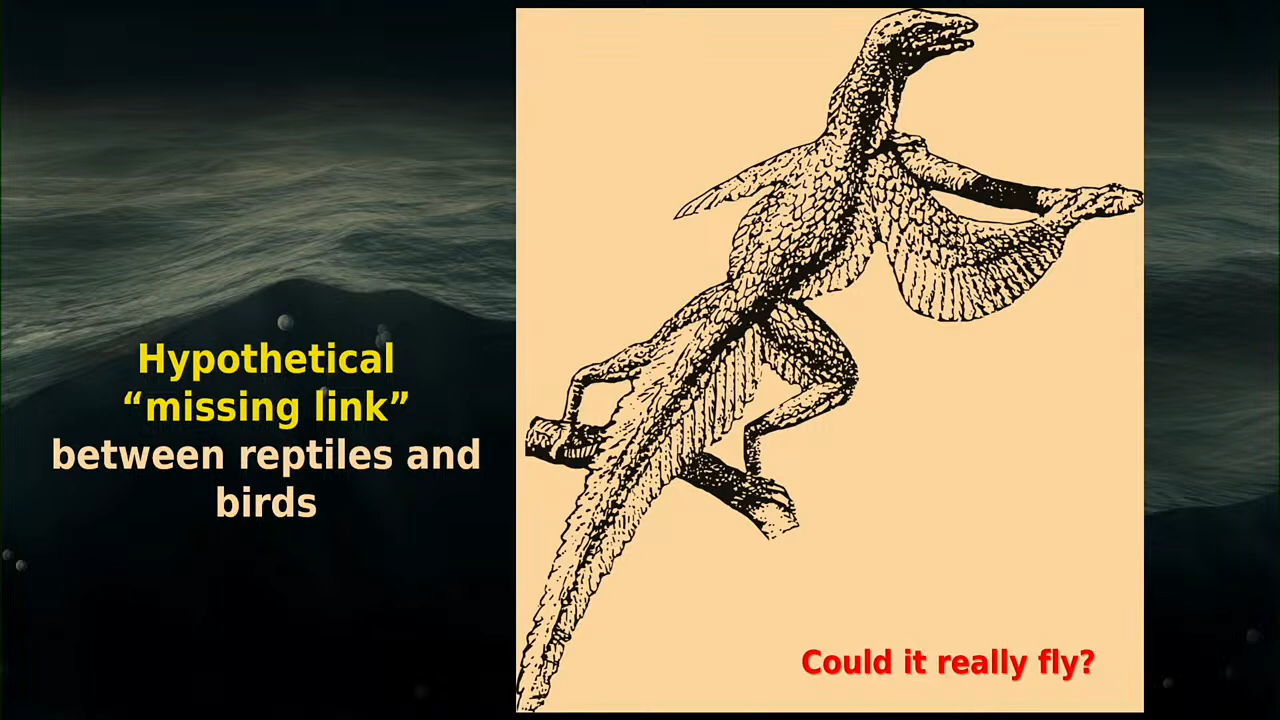 Hypothetical
“missing link”
between reptiles and
birds
Could it really fly?